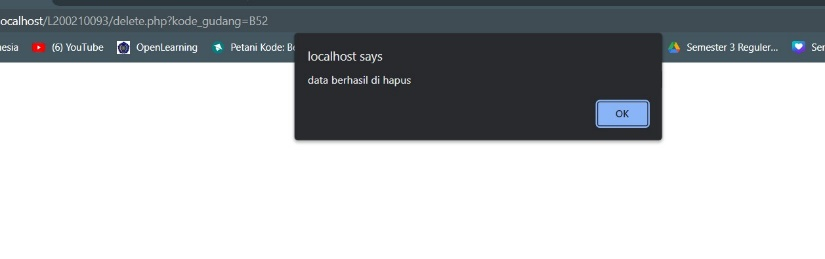 ocalhost/L200210093/delete.php?kode_gudang=B52
esia (6) YouTube OpenLearning Petani Kode: Be Semester 3 Reguler... Ser
localhost says
data berhasil di hapus
OK